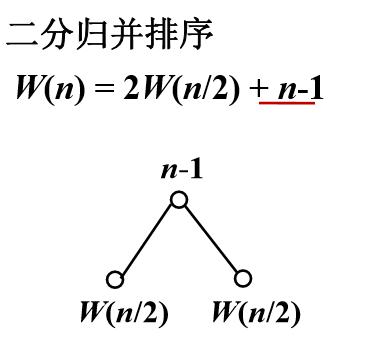 二分归并排序
W(n) = 2W(n/2) + n-1
n-1
W(n/2) W(n/2)